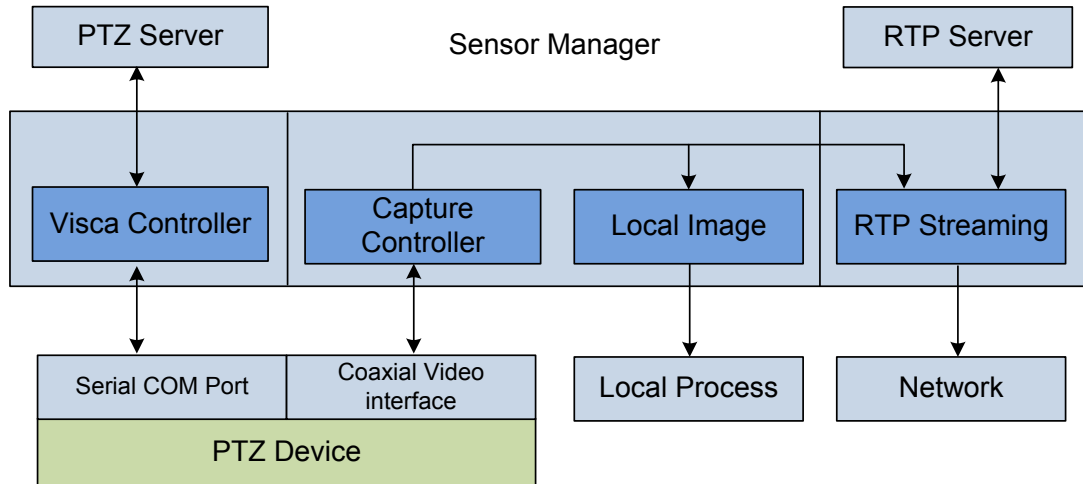 PTZ Server
Sensor Manager
RTP Server
Visca Controller
Capture
Controller
Local Image
RTP Streaming
Serial COM Port
Coaxial Video
interface
Local Process
Network
PTZ Device